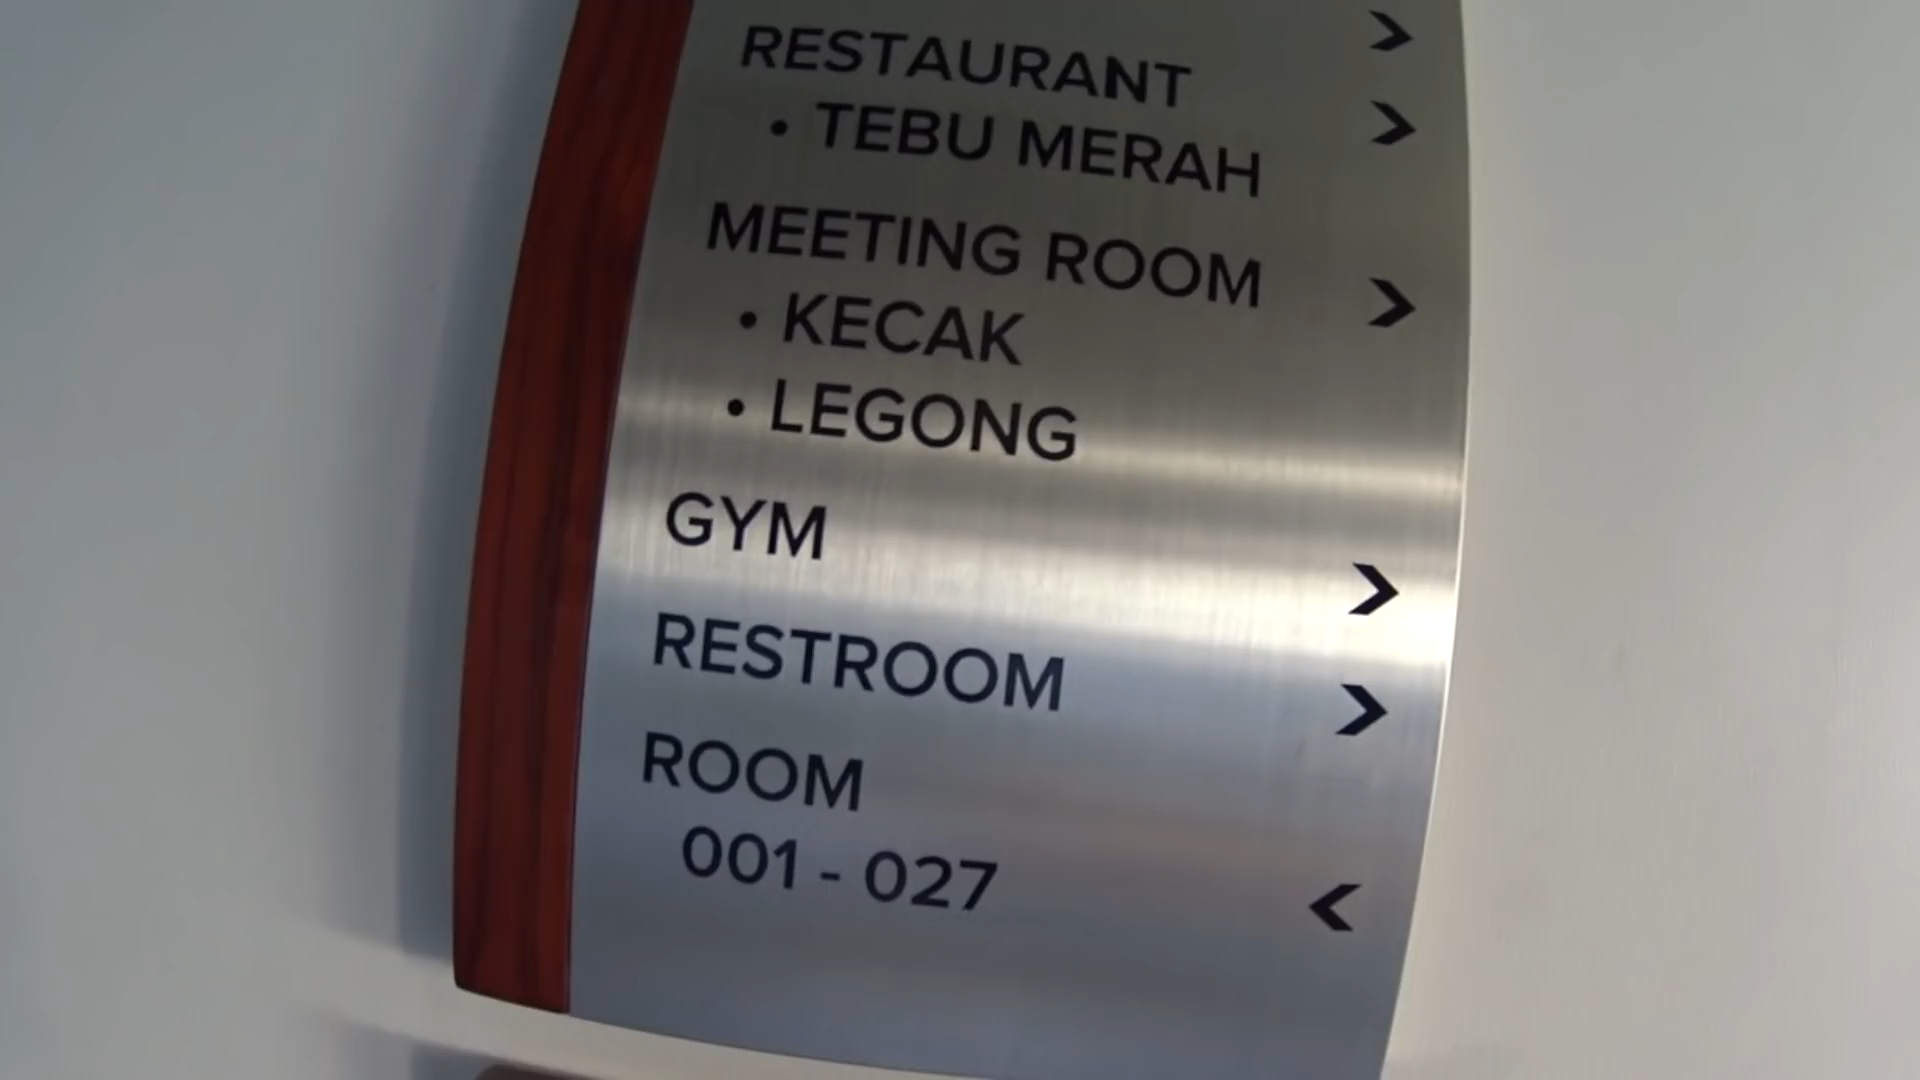 RESTAURANT
• TEBU MERAH
MEETING ROOM
• KECAK
• LEGONG
GYM
RESTROOM
ROOM
001 - 027